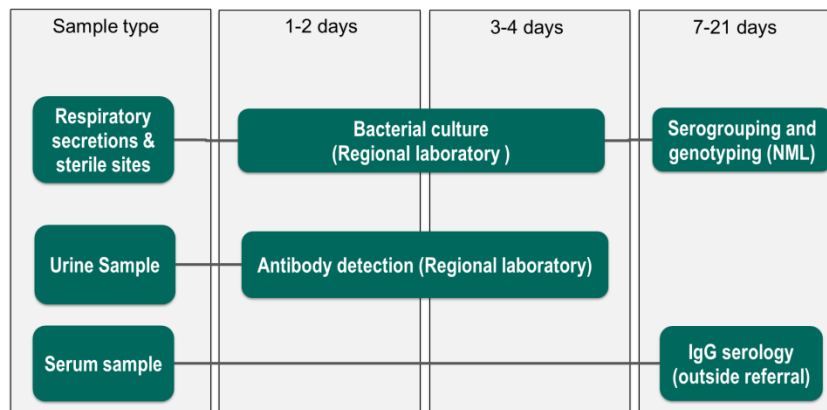 Sample type
1-2 days
3-4 days
7-21 days
Respiratory
secretions &
sterile sites
Bacterial culture
(Regional laboratory )
Serogrouping and
genotyping (NML)
Urine Sample
Antibody detection (Regional laboratory)
Serum sample
IgG serology
(outside referral)